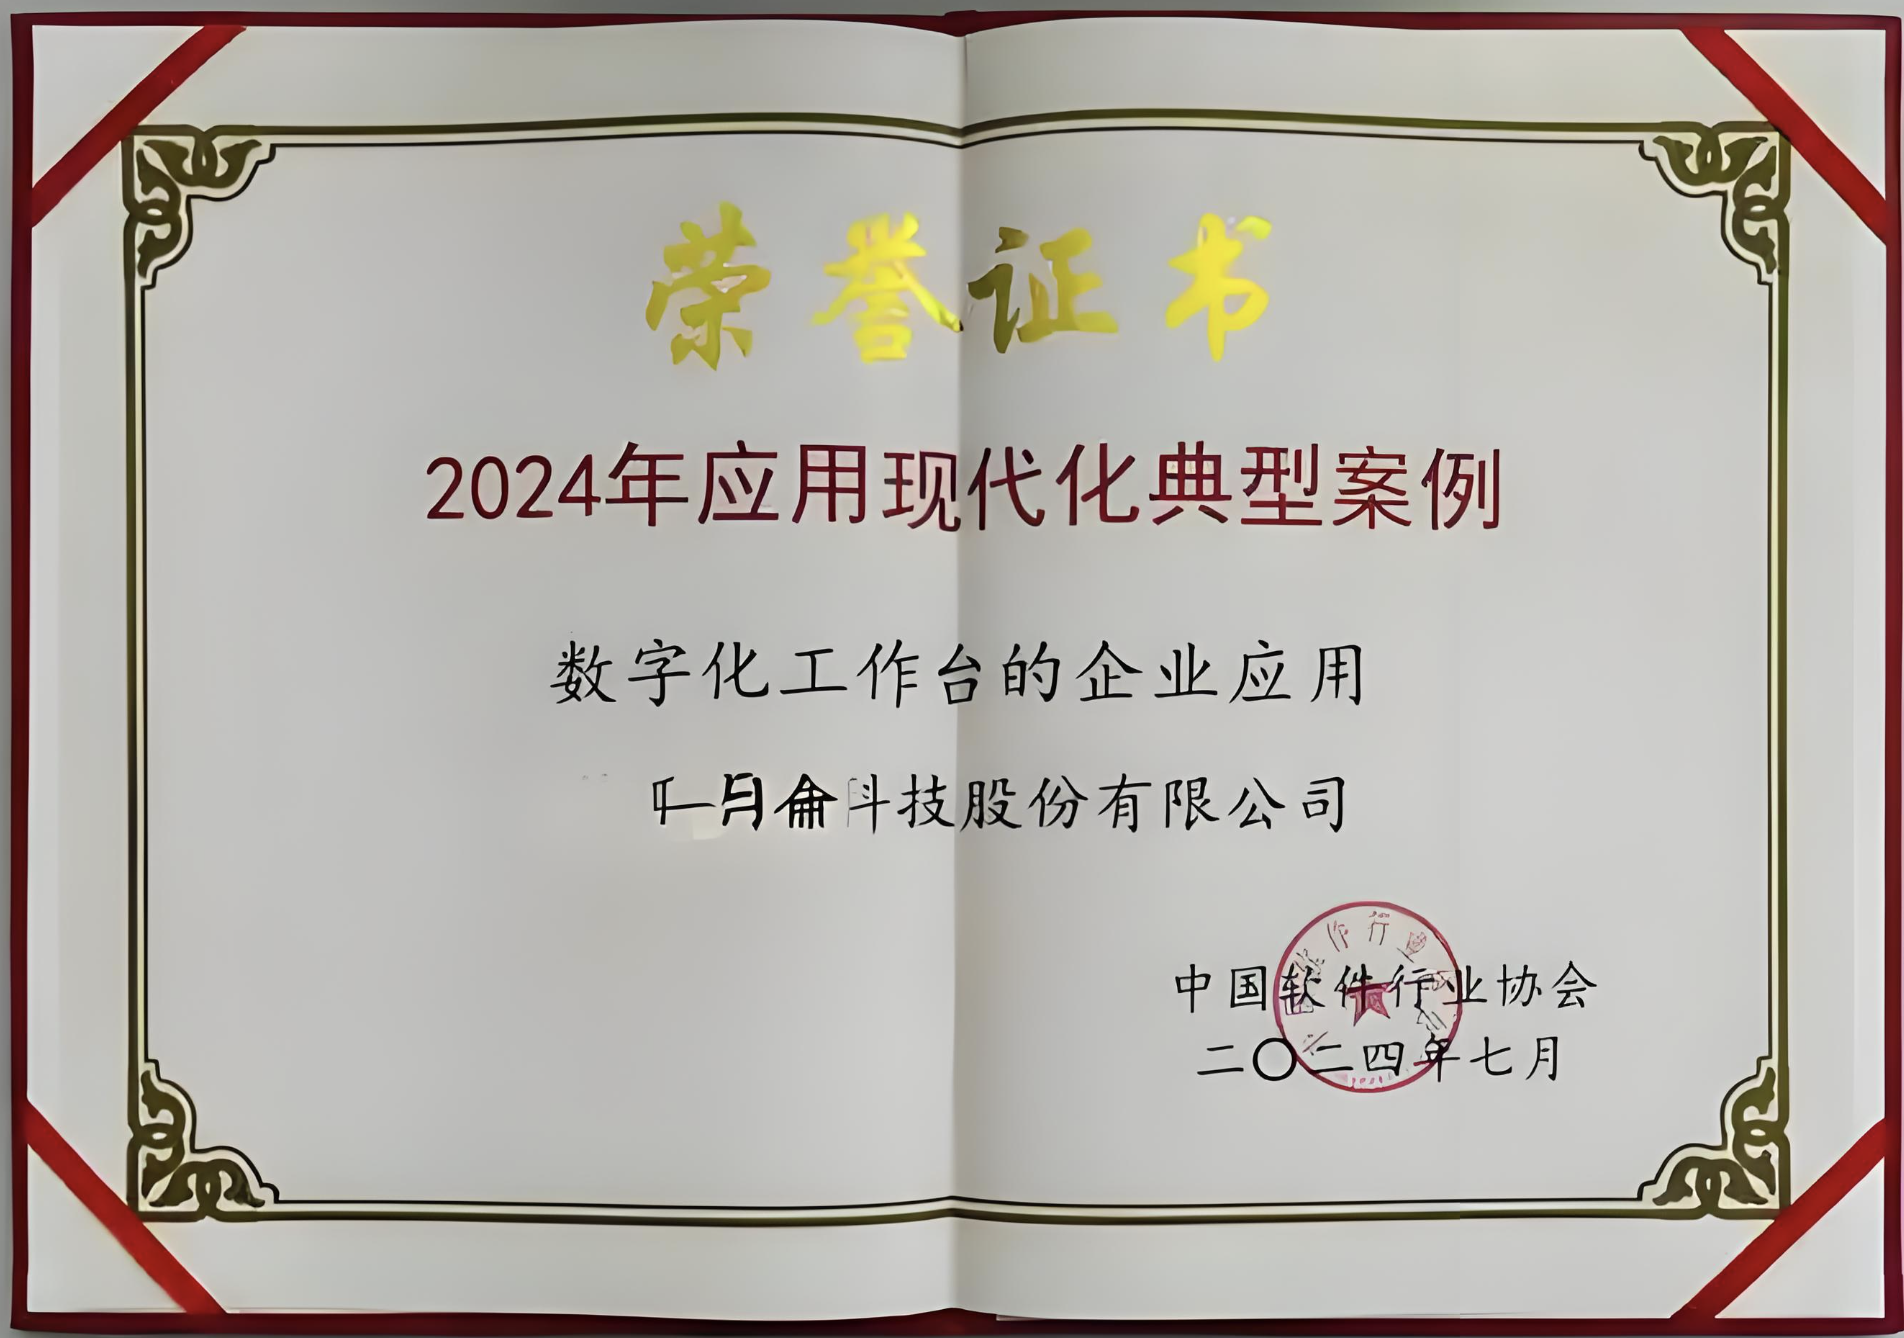 荣誉证书
2024年应用现代化典型案例
数字化工作台的企业应用
科技股份有限公司
中国软件行业协会
二〇二四年七月